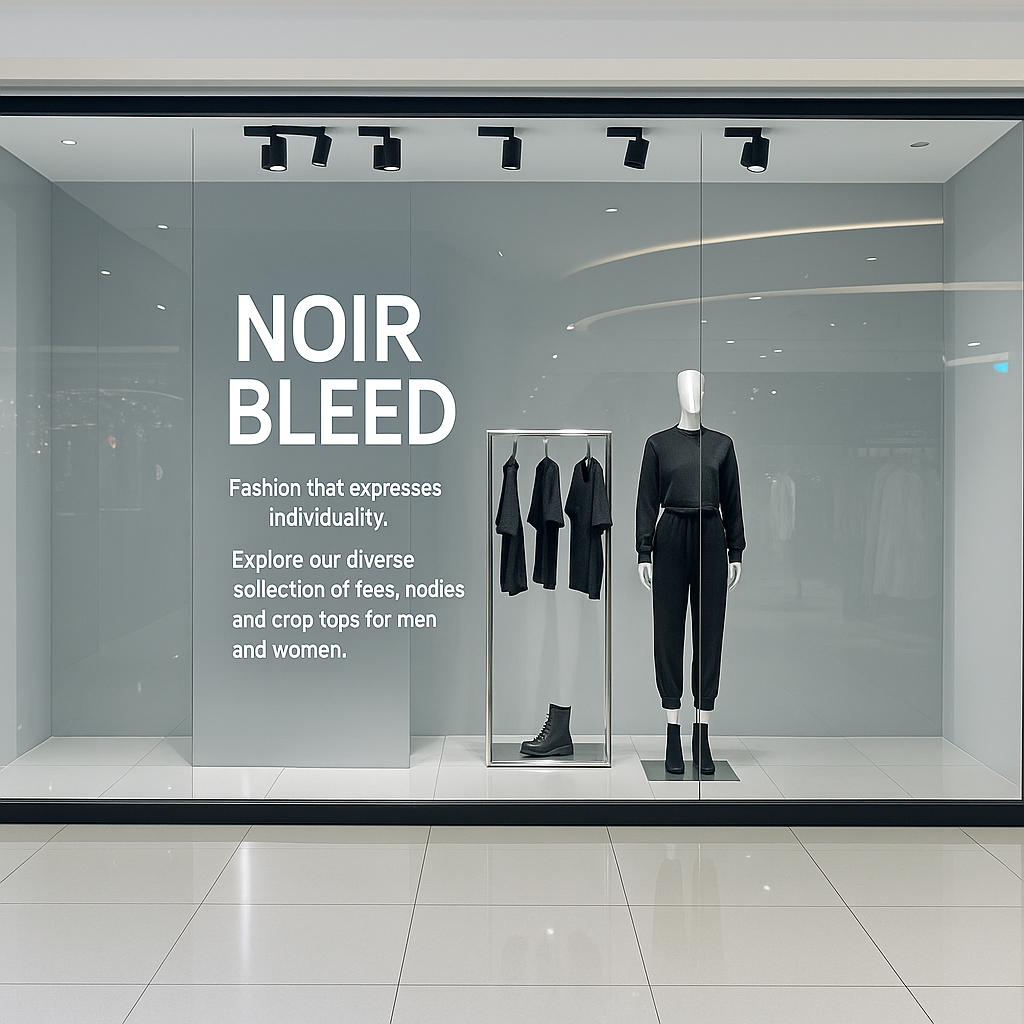 NOIR
BLEED
Fashion that expresses
individuality.
Explore our diverse
sollection of fees, nodies
and crop tops for men
and women.